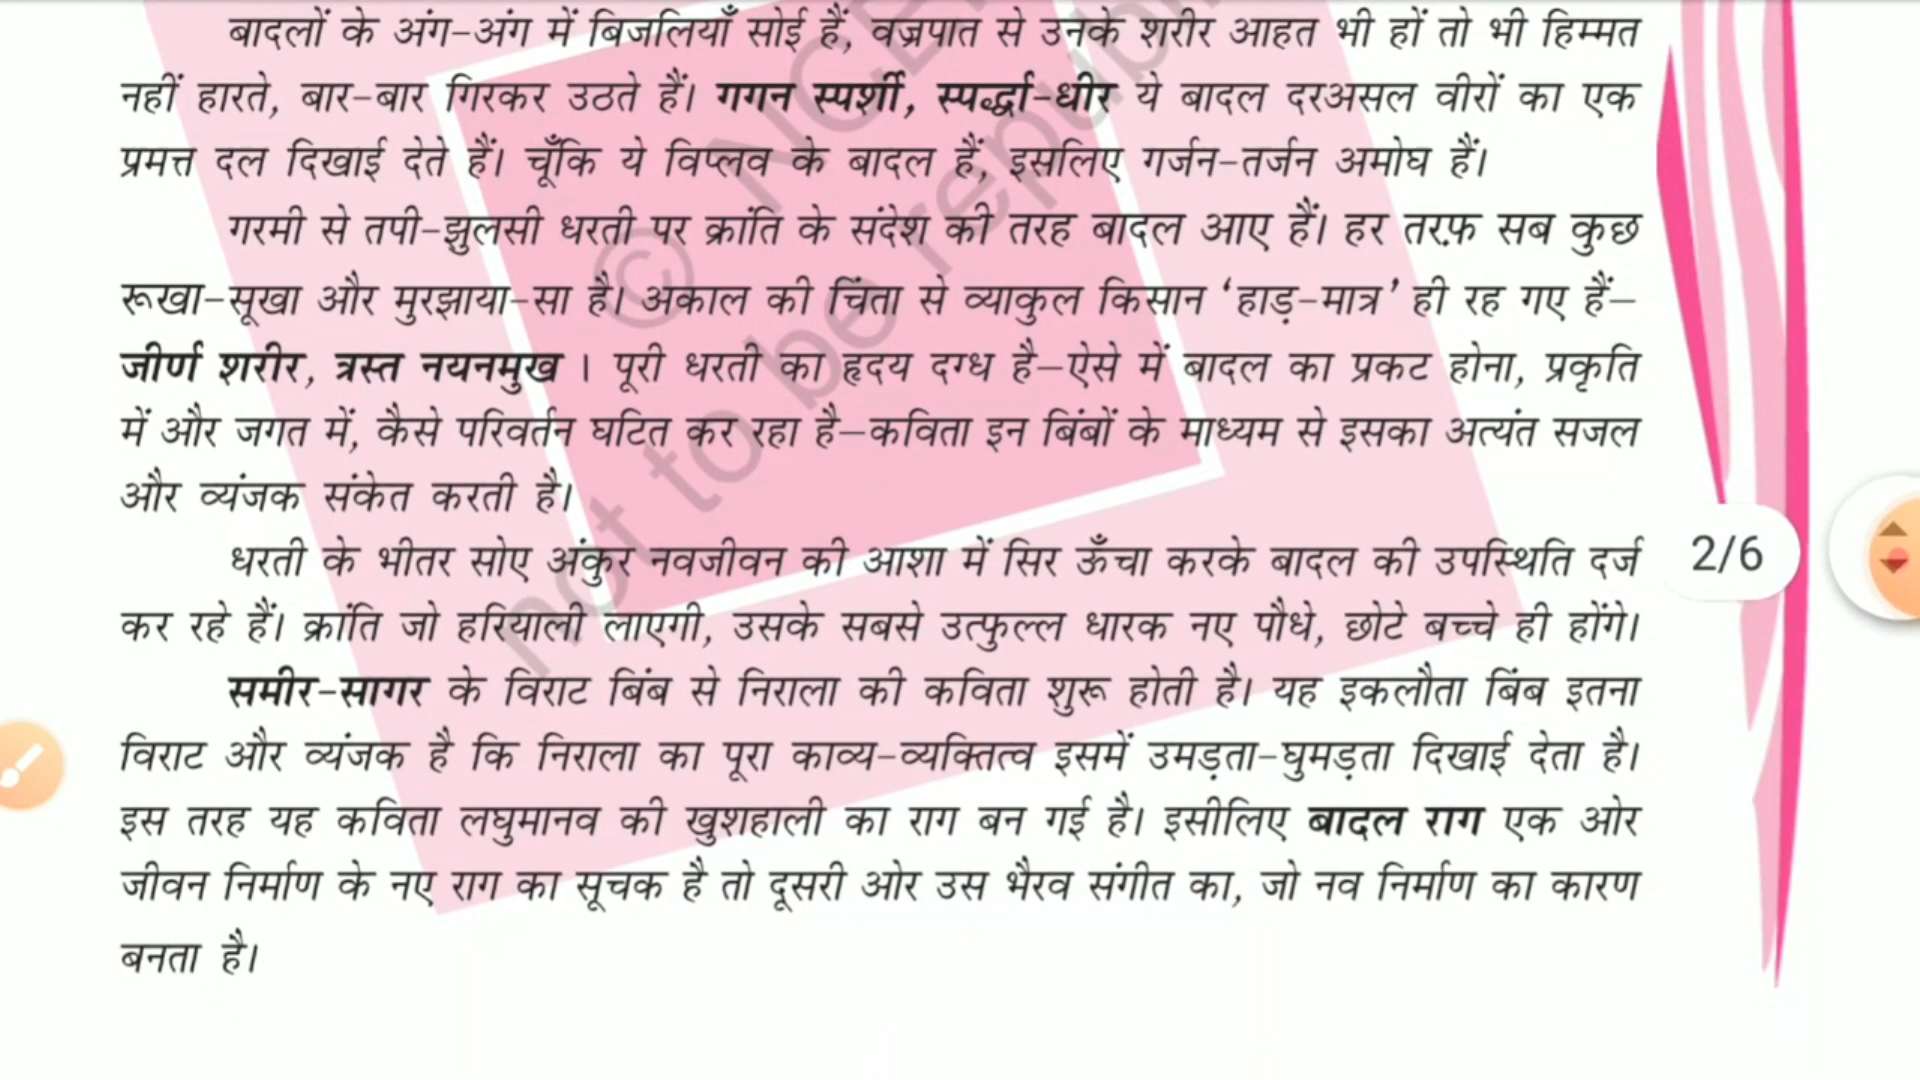 बादलों के अंग-अंग में बिजलियाँ सोई हैं, वज्रपात से उनके शरीर आहत भी हों तो भी हिम्मत
नहीं हारते, बार-बार गिरकर उठते हैं। गगन स्पर्शी, स्पर्द्धा-धीर ये बादल दरअसल वीरों का एक
प्रमत्त दल दिखाई देते हैं। चूँकि ये विप्लव के बादल हैं, इसलिए गर्जन-तर्जन अमोघ हैं।
गरमी से तपी-झुलसी धरती पर क्रांति के संदेश की तरह बादल आए हैं। हर तरफ़ सब कुछ
रूखा-सूखा और मुरझाया-सा है। अकाल की चिंता से व्याकुल किसान ‘हाड़-मात्र’ ही रह गए हैं–
जीर्ण शरीर, त्रस्त नयनमुख । पूरी धरती का हृदय दग्ध है–ऐसे में बादल का प्रकट होना, प्रकृति
में और जगत में, कैसे परिवर्तन घटित कर रहा है–कविता इन बिंबों के माध्यम से इसका अत्यंत सजल
और व्यंजक संकेत करती है।
धरती के भीतर सोए अंकुर नवजीवन की आशा में सिर ऊँचा करके बादल की उपस्थिति दर्ज
कर रहे हैं। क्रांति जो हरियाली लाएगी, उसके सबसे उत्फुल्ल धारक नए पौधे, छोटे बच्चे ही होंगे।
समीर-सागर के विराट बिंब से निराला की कविता शुरू होती है। यह इकलौता बिंब इतना
विराट और व्यंजक है कि निराला का पूरा काव्य-व्यक्तित्व इसमें उमड़ता-घुमड़ता दिखाई देता है।
इस तरह यह कविता लघुमानव की खुशहाली का राग बन गई है। इसीलिए बादल राग एक ओर
जीवन निर्माण के नए राग का सूचक है तो दूसरी ओर उस भैरव संगीत का, जो नव निर्माण का कारण
बनता है।
2/6
© NCE
not to be republi